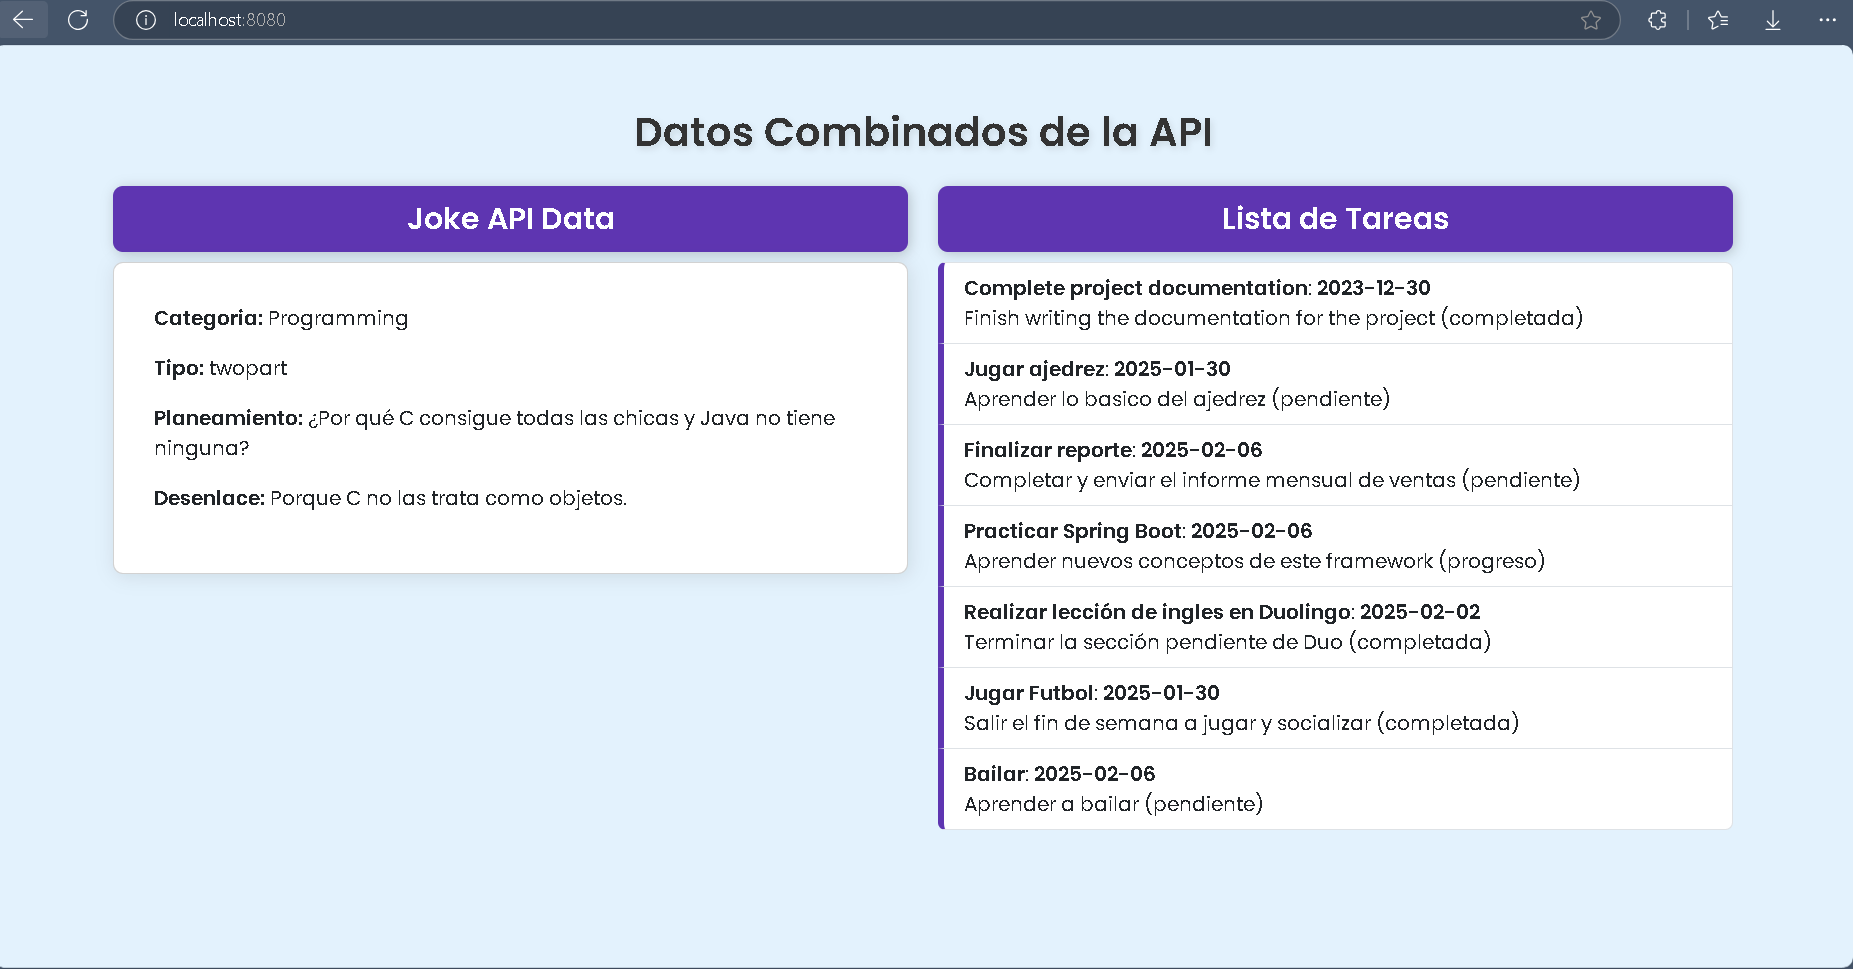 localhost:8080
Datos Combinados de la API
Joke API Data
Categoria: Programming
Tipo: twopart
Planeamiento: ¿Por qué C consigue todas las chicas y Java no tiene
ninguna?
Desenlace: Porque C no las trata como objetos.
Lista de Tareas
Complete project documentation: 2023-12-30
Finish writing the documentation for the project (completada)
Jugar ajedrez: 2025-01-30
Aprender lo basico del ajedrez (pendiente)
Finalizar reporte: 2025-02-06
Completar y enviar el informe mensual de ventas (pendiente)
Practicar Spring Boot: 2025-02-06
Aprender nuevos conceptos de este framework (progreso)
Realizar lección de ingles en Duolingo: 2025-02-02
Terminar la sección pendiente de Duo (completada)
Jugar Futbol: 2025-01-30
Salir el fin de semana a jugar y socializar (completada)
Bailar: 2025-02-06
Aprender a bailar (pendiente)